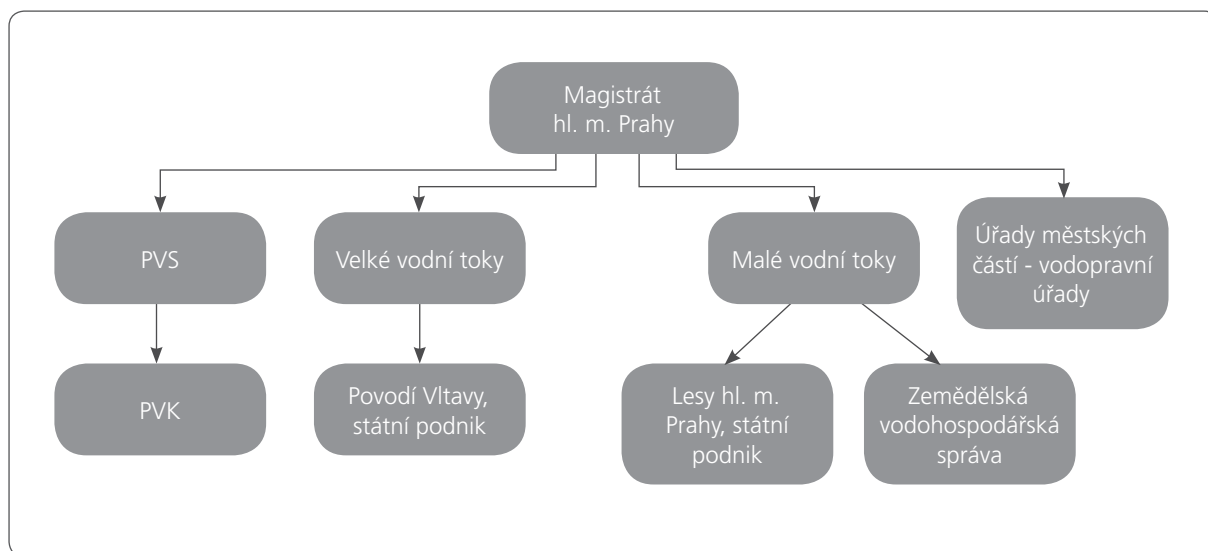 Magistrát
hl. m. Prahy
PVS
Velké vodní toky
Malé vodní toky
Úřady městských
částí - vodopravní
úřady
PVK
Povodí Vltavy,
státní podnik
Lesy hl. m.
Prahy, státní
podnik
Zemědělská
vodohospodářská
správa